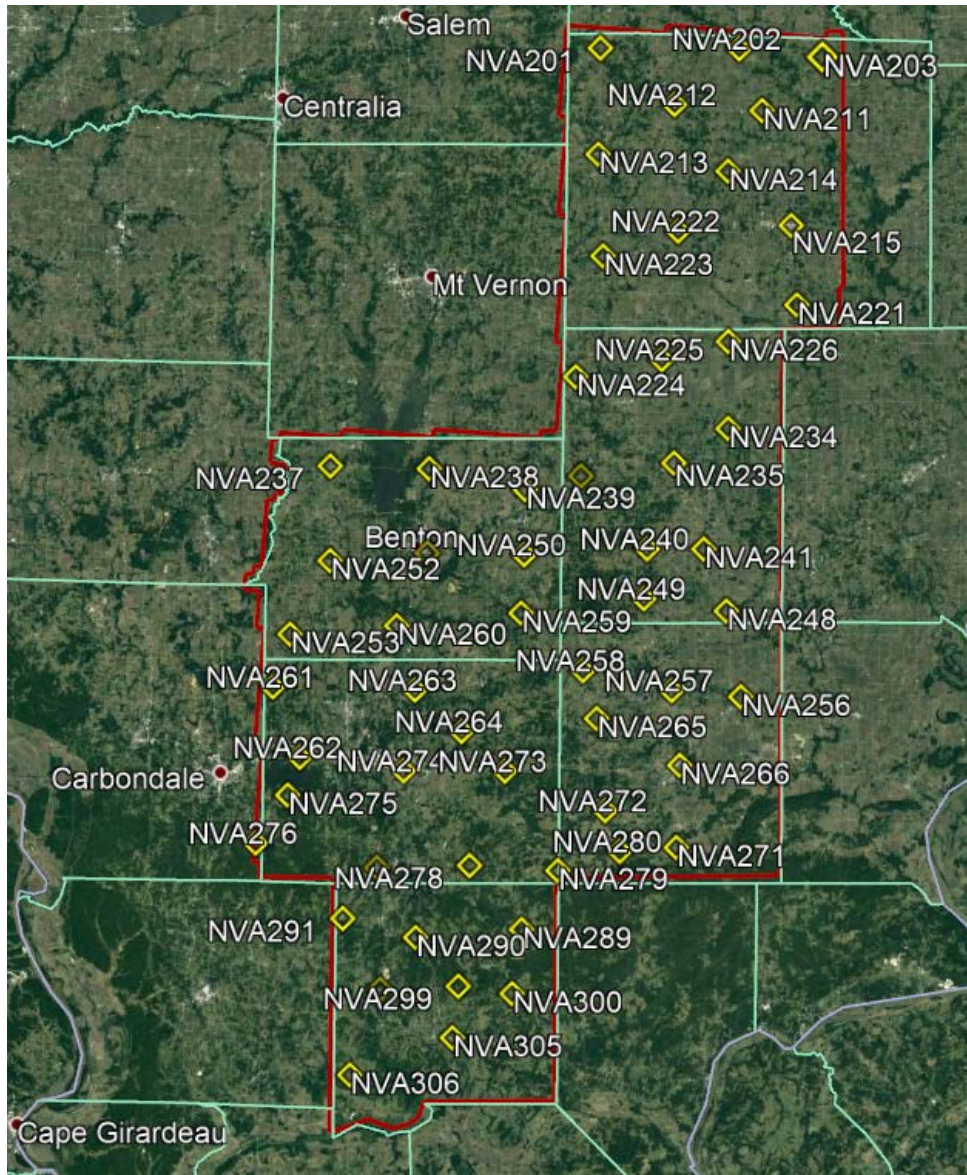 Salem
NVA202
NVA201
NVA203
NVA212
Centralia
NVA211
NVA213
NVA214
NVA222
NVA215
NVA223
Mt Vernon
NVA221
NVA226
NVA225
NVA224
NVA234
NVA237
NVA238
NVA235
NVA239
Benton
NVA250
NVA240
NVA241
NVA252
NVA249
NVA248
NVA259
NVA260
NVA253
NVA258
NVA261
NVA263
NVA257
NVA256
NVA264
NVA265
NVA262
NVA274
NVA273
NVA266
Carbondale
NVA275
NVA272
NVA276
NVA280
NVA271
NVA278
NVA279
NVA291
NVA290
NVA289
NVA299
NVA300
NVA305
NVA306
Cape Girardeau